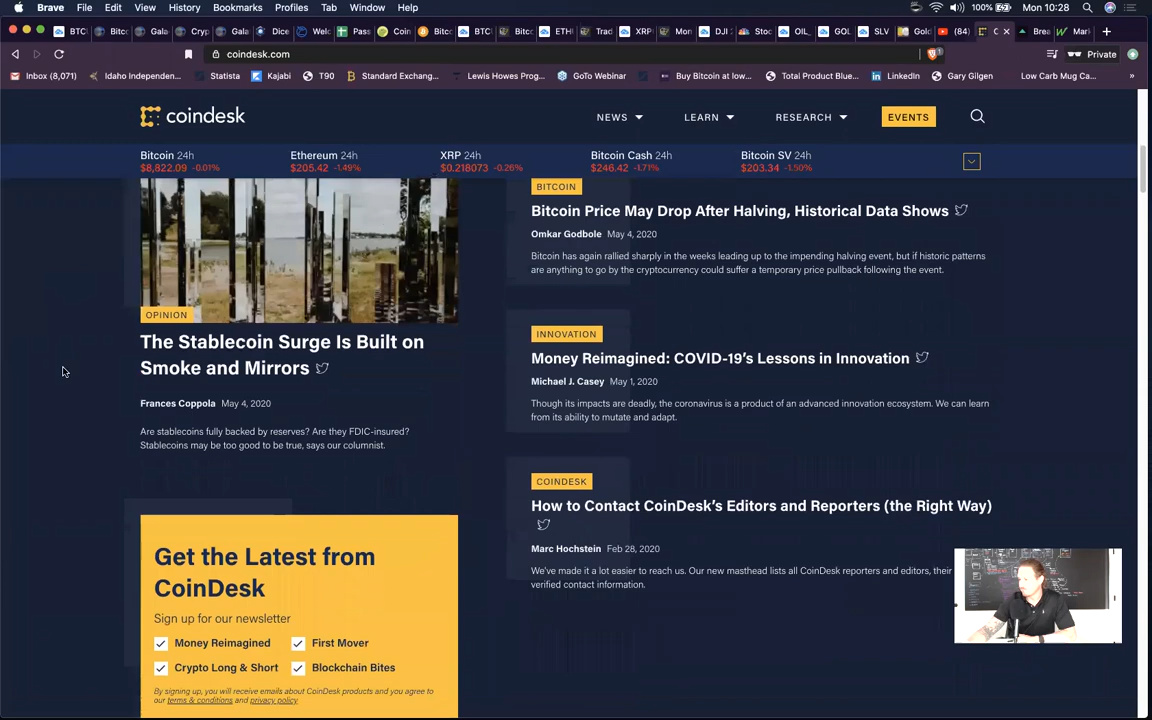 Brave File Edit View History Bookmarks Profiles Tab Window Help 100% Mon 10:28
BTC Bitc Gala Cryp Gala Dice Welc Pass Coin Bitco BTC Bitc ETH Trad XRP Mon DJI Stoc OIL_ GOL SLV Gol (84) C Brea Mark
coindesk.com
Private
Inbox (8,071) Idaho Independen... Statista Kajabi T90 Standard Exchang... Lewis Howes Prog... GoTo Webinar Buy Bitcoin at low... Total Product Blue... LinkedIn Gary Gilgen Low Carb Mug Ca... »
coindesk
NEWS LEARN RESEARCH EVENTS
Bitcoin 24h Ethereum 24h XRP 24h Bitcoin Cash 24h Bitcoin SV 24h
$8,822.09 -0.01% $205.42 -1.49% $0.218073 -0.26% $246.42 -1.71% $203.34 -1.50%
OPINION
The Stablecoin Surge Is Built on
Smoke and Mirrors
Frances Coppola May 4, 2020
Are stablecoins fully backed by reserves? Are they FDIC-insured?
Stablecoins may be too good to be true, says our columnist.
Get the Latest from
CoinDesk
Sign up for our newsletter
Money Reimagined First Mover
Crypto Long & Short Blockchain Bites
By signing up, you will receive emails about CoinDesk products and you agree to
our terms & conditions and privacy policy
BITCOIN
Bitcoin Price May Drop After Halving, Historical Data Shows
Omkar Godbole May 4, 2020
Bitcoin has again rallied sharply in the weeks leading up to the impending halving event, but if historic patterns
are anything to go by the cryptocurrency could suffer a temporary price pullback following the event.
INNOVATION
Money Reimagined: COVID-19's Lessons in Innovation
Michael J. Casey May 1, 2020
Though its impacts are deadly, the coronavirus is a product of an advanced innovation ecosystem. We can learn
from its ability to mutate and adapt.
COINDESK
How to Contact CoinDesk's Editors and Reporters (the Right Way)
Marc Hochstein Feb 28, 2020
We've made it a lot easier to reach us. Our new masthead lists all CoinDesk reporters and editors, their
verified contact information.